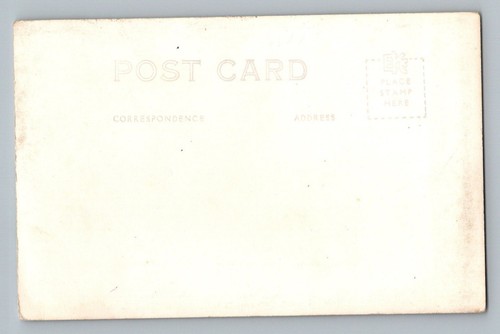 POST CARD
CORRESPONDENCE ADDRESS
PLACE
STAMP
HERE